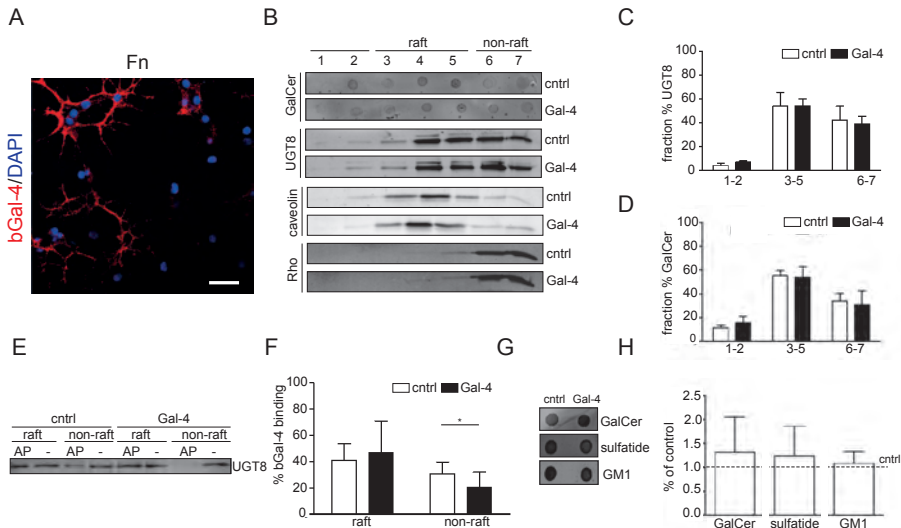 A
Fn
bGal-4/DAPI
B
raft
non-raft
1 2 3 4 5 6 7
GalCer
cntrl
Gal-4
UGT8
cntrl
Gal-4
caveolin
cntrl
Gal-4
Rho
cntrl
Gal-4
C
cntrl Gal-4
fraction % UGT8
100
80
60
40
20
0
1-2 3-5 6-7
D
cntrl Gal-4
fraction % GalCer
100
80
60
40
20
0
1-2 3-5 6-7
E
cntrl Gal-4
raft non-raft raft non-raft
AP - AP - AP - AP -
UGT8
F
cntrl Gal-4
% bGal-4 binding
100
80
60
40
20
0
*
raft non-raft
G
cntrl Gal-4
GalCer
sulfatide
GM1
H
% of control
2.5
2.0
1.5
1.0
0.5
0
cntrl
GalCer sulfatide GM1